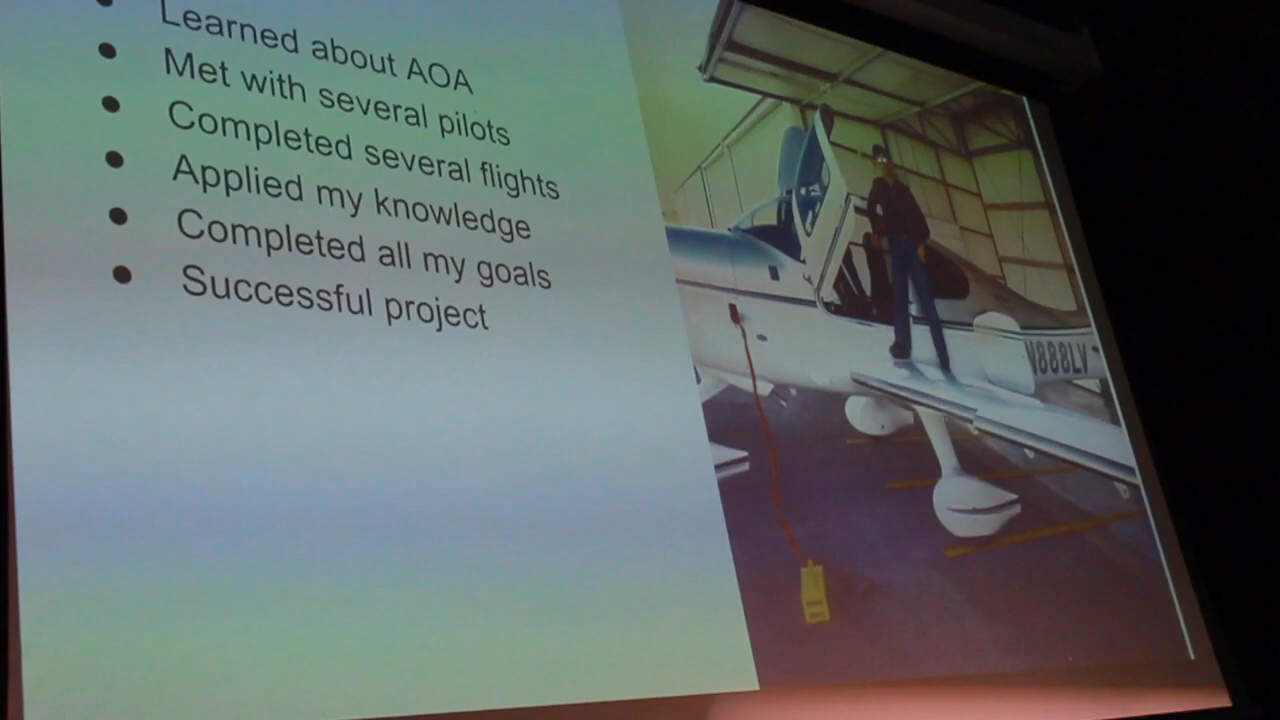 Learned about AOA
Met with several pilots
Completed several flights
Applied my knowledge
Completed all my goals
Successful project
N888LV